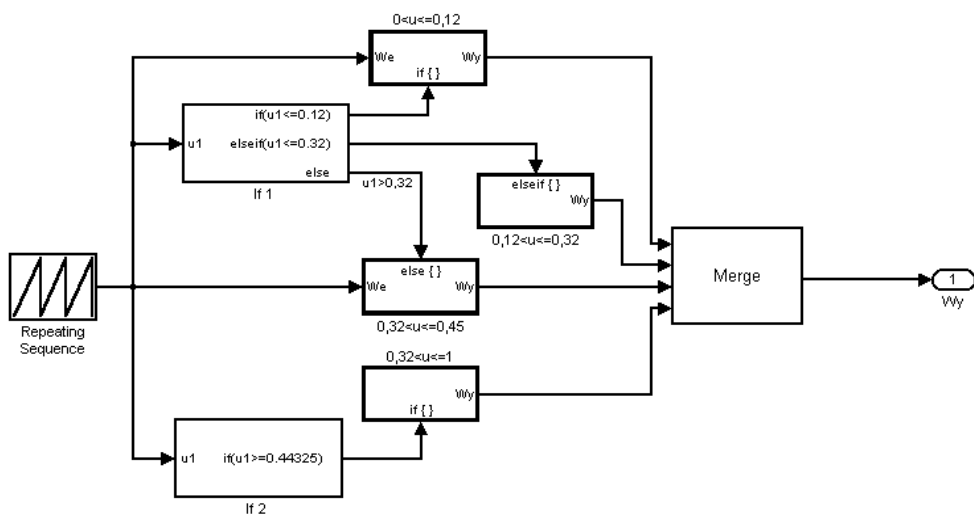 0<u<=0,12
We
Wy
if { }
if(u1<=0.12)
u1
elseif(u1<=0.32)
else
u1>0,32
If 1
elseif { }
Wy
0,12<u<=0,32
else { }
We
Wy
0,32<u<=0,45
Merge
1
Wy
Repeating
Sequence
0,32<u<=1
Wy
if { }
u1
if(u1>=0.44325)
If 2